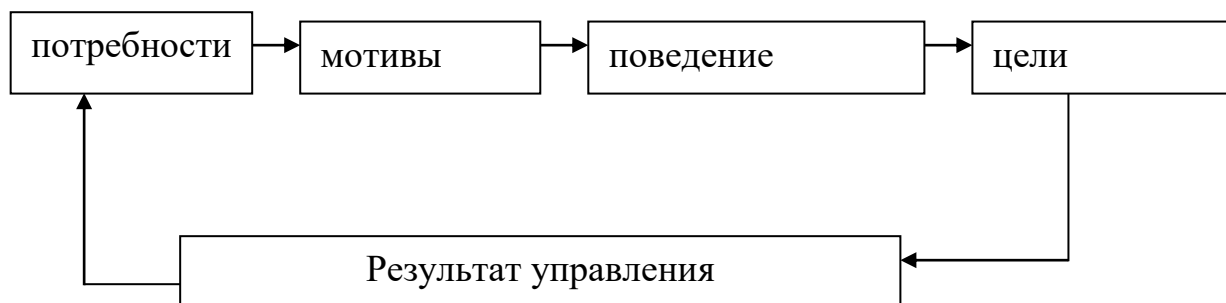 потребности
мотивы
поведение
цели
Результат управления